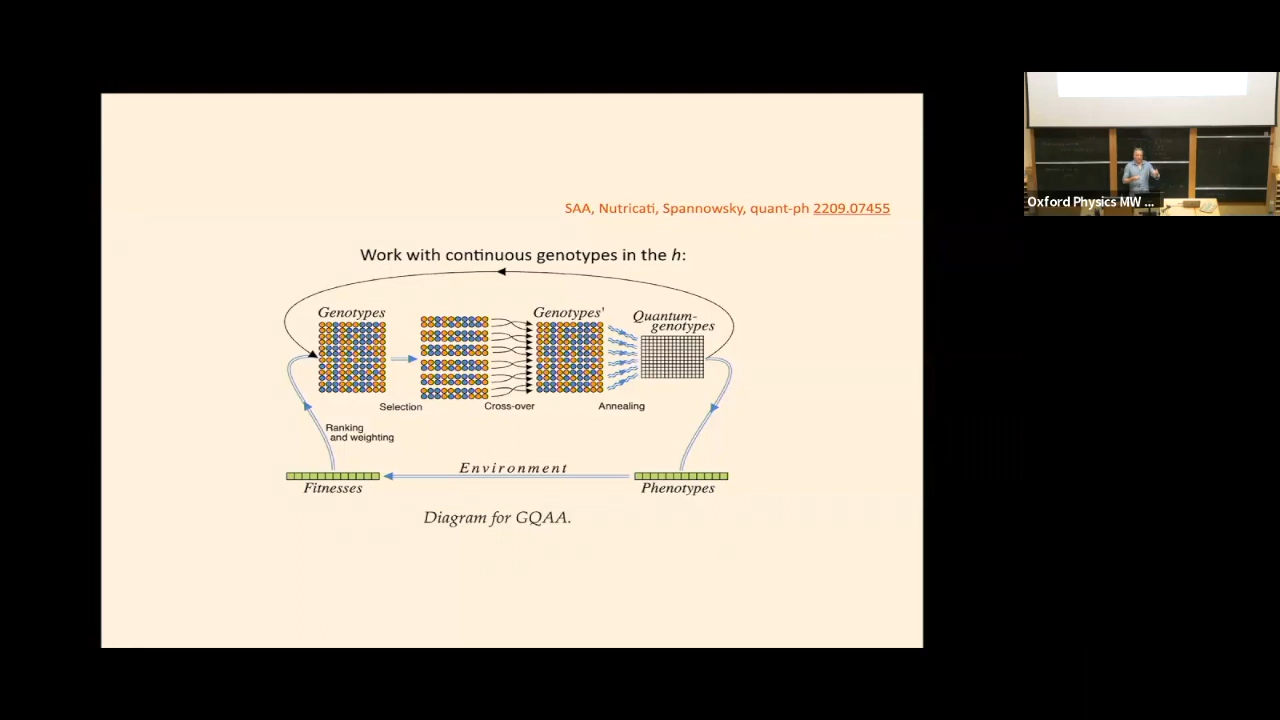 SAA, Nutricati, Spannowsky, quant-ph 2209.07455
Work with continuous genotypes in the h:
Genotypes
Genotypes'
Quantum-
genotypes
Selection
Cross-over
Annealing
Ranking
and weighting
Environment
Fitnesses
Phenotypes
Diagram for GQAA.
Oxford Physics MW ...